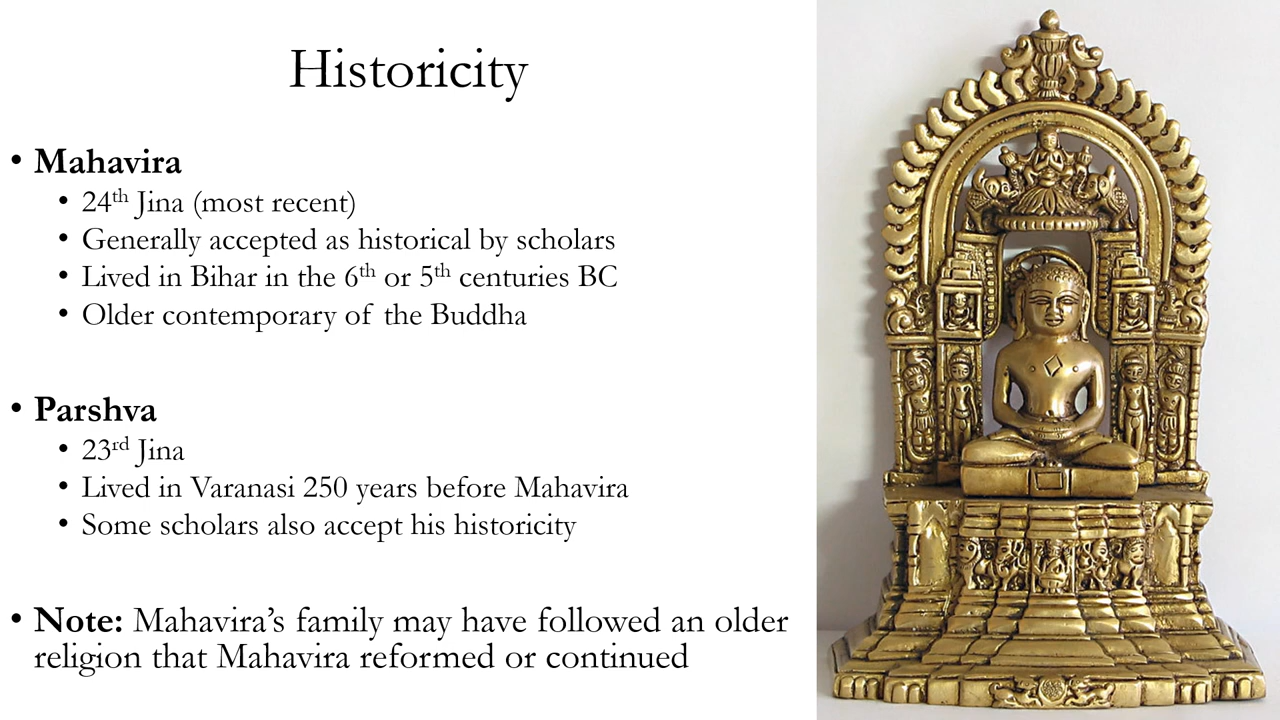 Historicity
• Mahavira
• 24th Jina (most recent)
• Generally accepted as historical by scholars
• Lived in Bihar in the 6th or 5th centuries BC
• Older contemporary of the Buddha
• Parshva
• 23rd Jina
• Lived in Varanasi 250 years before Mahavira
• Some scholars also accept his historicity
• Note: Mahavira’s family may have followed an older
religion that Mahavira reformed or continued